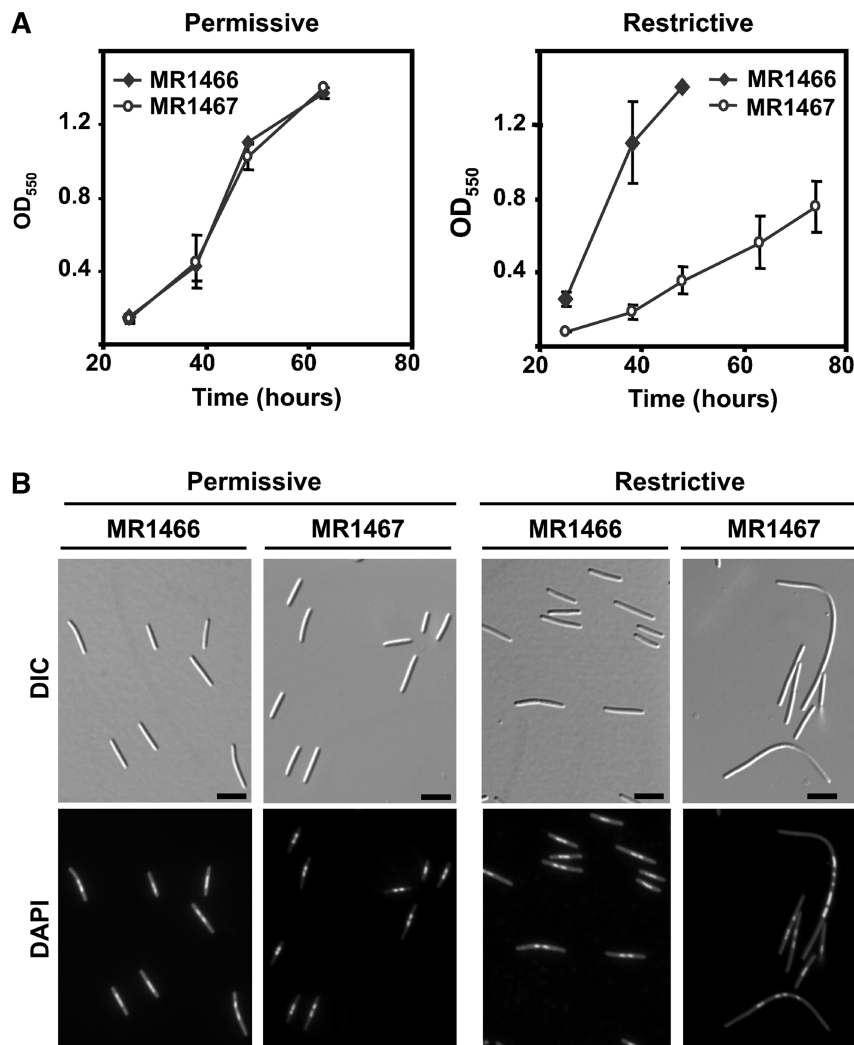 A
Permissive
MR1466
MR1467
1.2
0.8
0.4
OD550
20 40 60 80
Time (hours)
Restrictive
MR1466
MR1467
1.2
0.8
0.4
OD550
20 40 60 80
Time (hours)
B
Permissive
Restrictive
MR1466
MR1467
MR1466
MR1467
DIC
DAPI